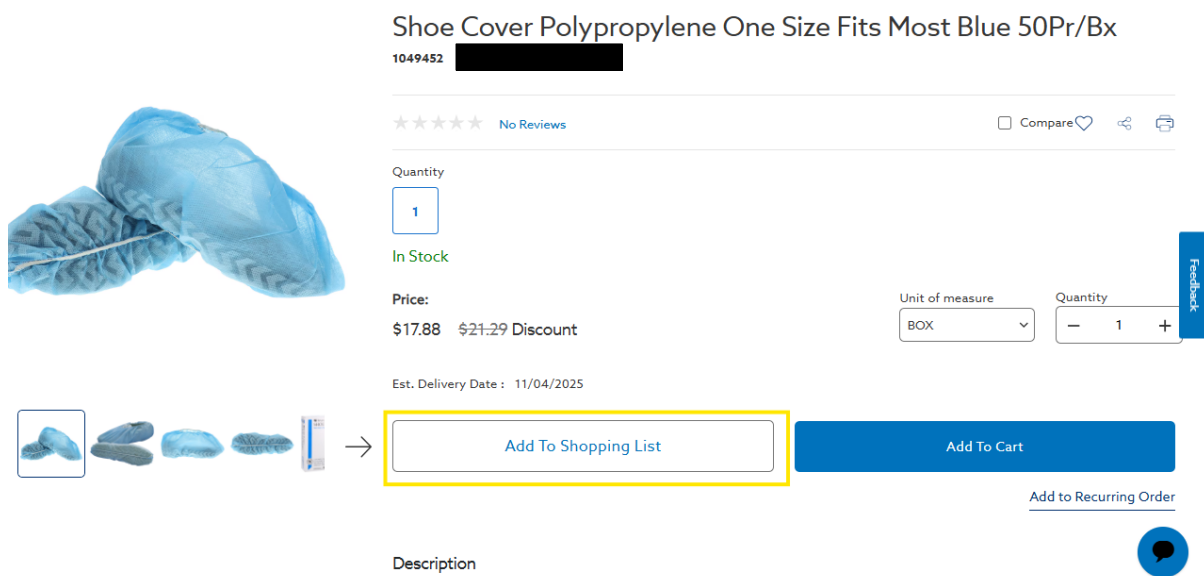 Shoe Cover Polypropylene One Size Fits Most Blue 50Pr/Bx
1049452
No Reviews
Compare
Quantity
1
In Stock
Price:
$17.88 $21.29 Discount
Unit of measure
BOX
Quantity
1
Feedback
Est. Delivery Date : 11/04/2025
Add To Shopping List
Add To Cart
Add to Recurring Order
Description